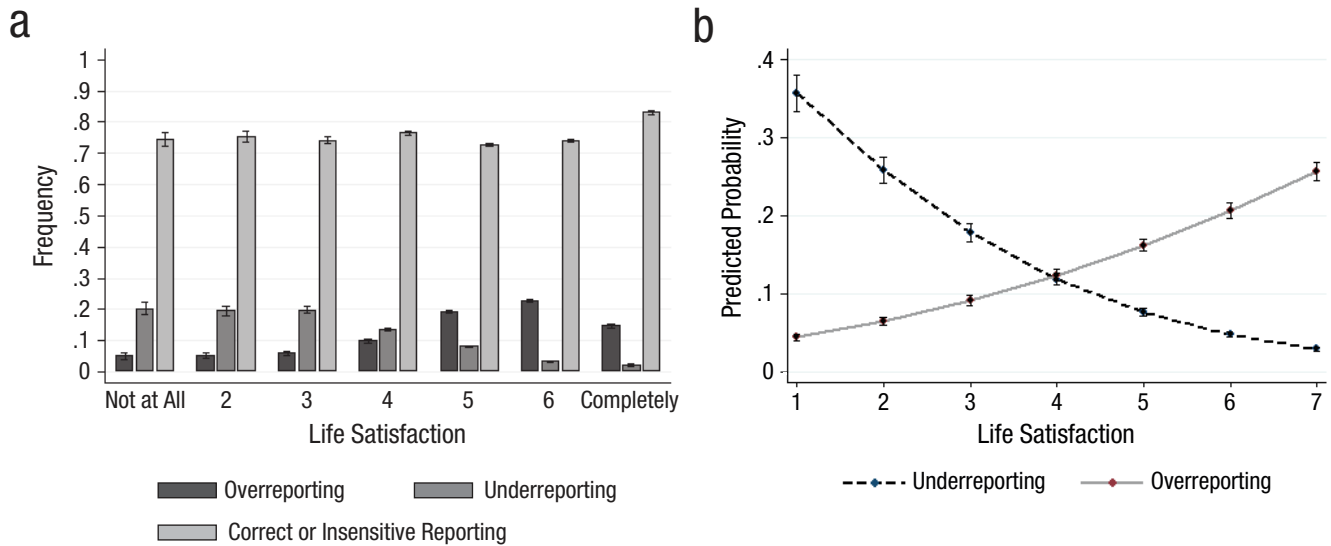 a
1
.9
.8
.7
.6
.5
.4
.3
.2
.1
0
Frequency
Not at All 2 3 4 5 6 Completely
Life Satisfaction
Overreporting Underreporting
Correct or Insensitive Reporting
b
.4
.3
.2
.1
0
Predicted Probability
1 2 3 4 5 6 7
Life Satisfaction
Underreporting Overreporting